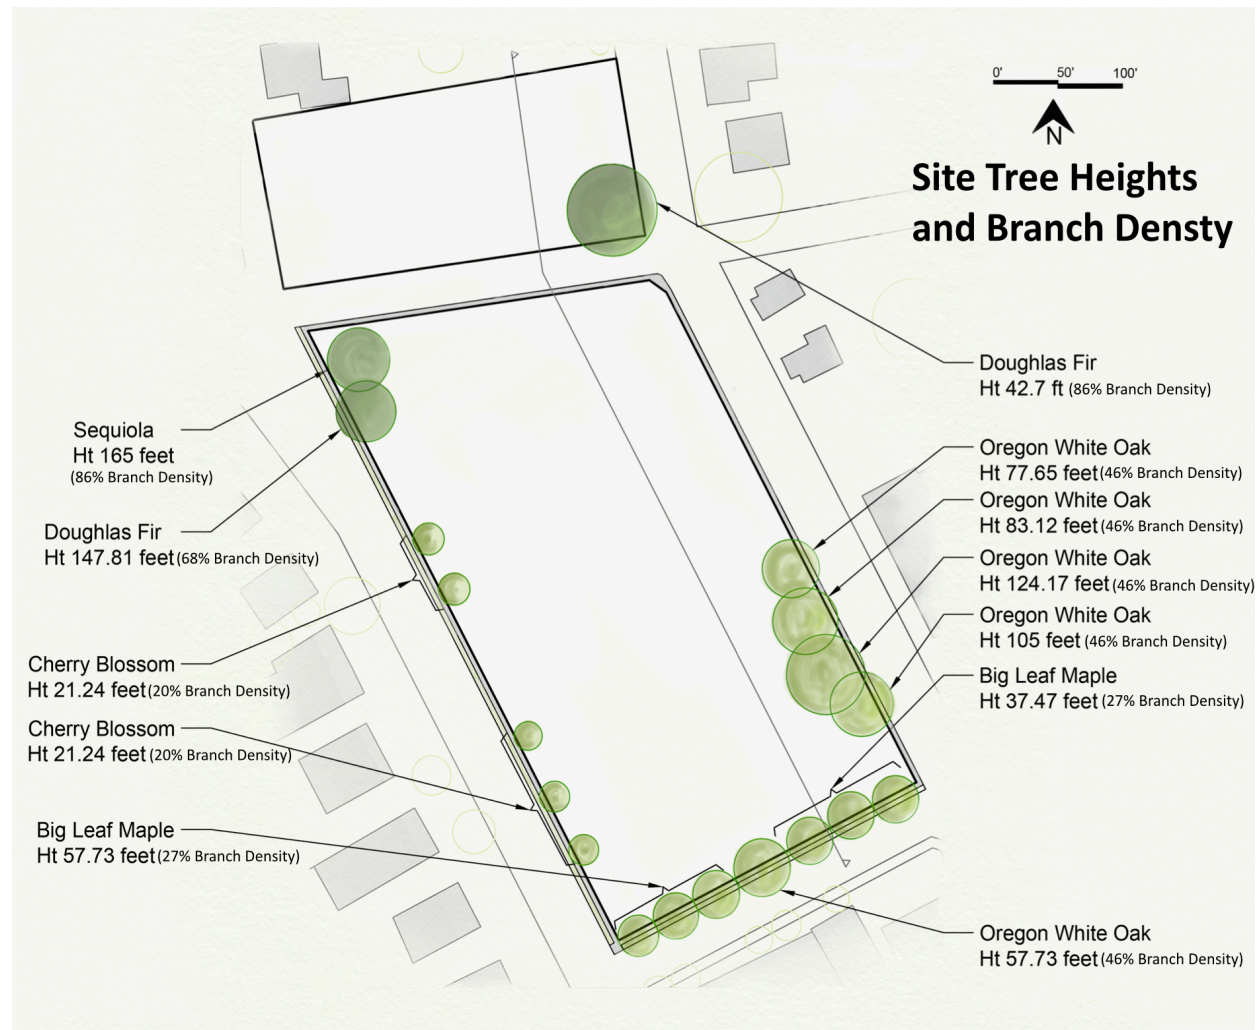 0' 50' 100'
N
Site Tree Heights
and Branch Densty
Doughlas Fir
Ht 42.7 ft (86% Branch Density)
Sequiola
Ht 165 feet
(86% Branch Density)
Doughlas Fir
Ht 147.81 feet (68% Branch Density)
Cherry Blossom
Ht 21.24 feet (20% Branch Density)
Cherry Blossom
Ht 21.24 feet (20% Branch Density)
Big Leaf Maple
Ht 57.73 feet (27% Branch Density)
Oregon White Oak
Ht 77.65 feet (46% Branch Density)
Oregon White Oak
Ht 83.12 feet (46% Branch Density)
Oregon White Oak
Ht 124.17 feet (46% Branch Density)
Oregon White Oak
Ht 105 feet (46% Branch Density)
Big Leaf Maple
Ht 37.47 feet (27% Branch Density)
Oregon White Oak
Ht 57.73 feet (46% Branch Density)